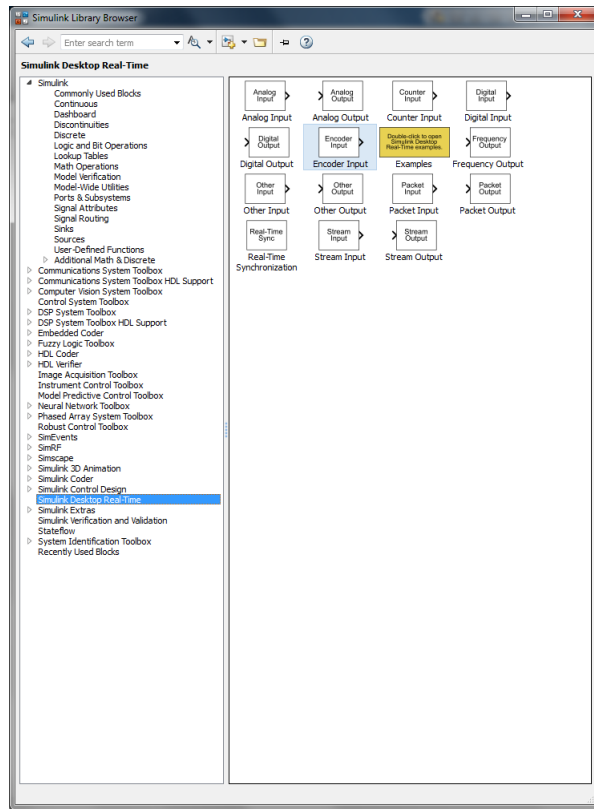 Simulink Library Browser
Enter search term
Simulink Desktop Real-Time
Simulink
Commonly Used Blocks
Continuous
Dashboard
Discontinuities
Discrete
Logic and Bit Operations
Lookup Tables
Math Operations
Model Verification
Model-Wide Utilities
Ports & Subsystems
Signal Attributes
Signal Routing
Sinks
Sources
User-Defined Functions
Additional Math & Discrete
Communications System Toolbox
Communications System Toolbox HDL Support
Computer Vision System Toolbox
Control System Toolbox
DSP System Toolbox
DSP System Toolbox HDL Support
Embedded Coder
Fuzzy Logic Toolbox
HDL Coder
HDL Verifier
Image Acquisition Toolbox
Instrument Control Toolbox
Model Predictive Control Toolbox
Neural Network Toolbox
Phased Array System Toolbox
Robust Control Toolbox
SimEvents
SimRF
Simscape
Simulink 3D Animation
Simulink Coder
Simulink Control Design
Simulink Desktop Real-Time
Simulink Extras
Simulink Verification and Validation
Stateflow
System Identification Toolbox
Recently Used Blocks
Analog
Input
Analog Input
Analog
Output
Analog Output
Counter
Input
Counter Input
Digital
Input
Digital Input
Digital
Output
Digital Output
Encoder
Input
Encoder Input
Double-click to open
Simulink Desktop
Real-Time examples.
Examples
Frequency
Output
Frequency Output
Other
Input
Other Input
Other
Output
Other Output
Packet
Input
Packet Input
Packet
Output
Packet Output
Real-Time
Sync
Real-Time
Synchronization
Stream
Input
Stream Input
Stream
Output
Stream Output